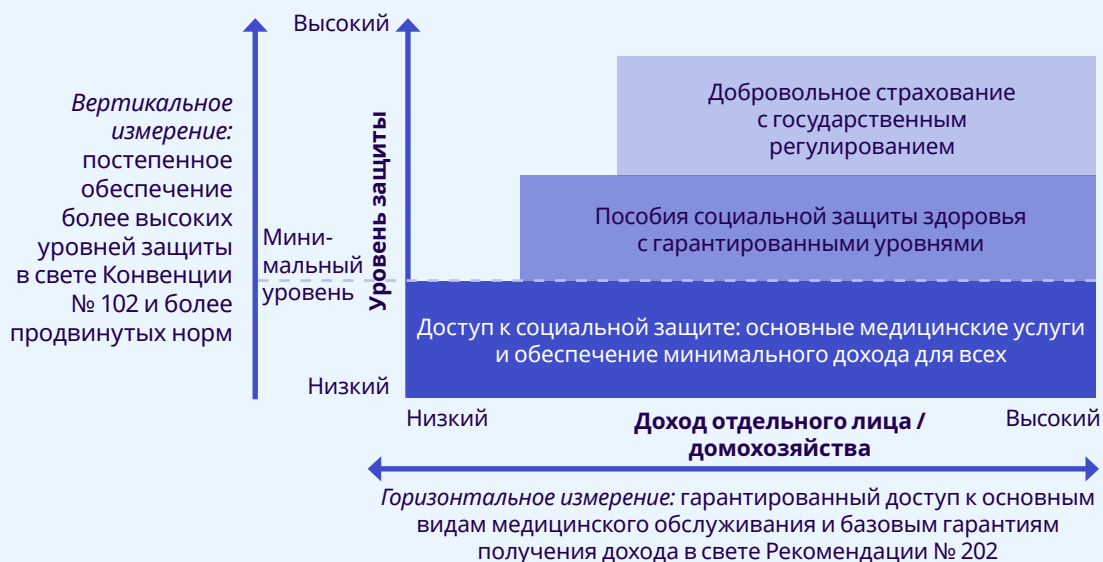 Высокий
Вертикальное
измерение:
постепенное
обеспечение
более высоких
уровней защиты
в свете Конвенции
№ 102 и более
продвинутых норм
Мини-
мальный
уровень
Низкий
Уровень защиты
Добровольное страхование
с государственным
регулированием
Пособия социальной защиты здоровья
с гарантированными уровнями
Доступ к социальной защите: основные медицинские услуги
и обеспечение минимального дохода для всех
Низкий
Доход отдельного лица /
домохозяйства
Высокий
Горизонтальное измерение: гарантированный доступ к основным
видам медицинского обслуживания и базовым гарантиям
получения дохода в свете Рекомендации № 202